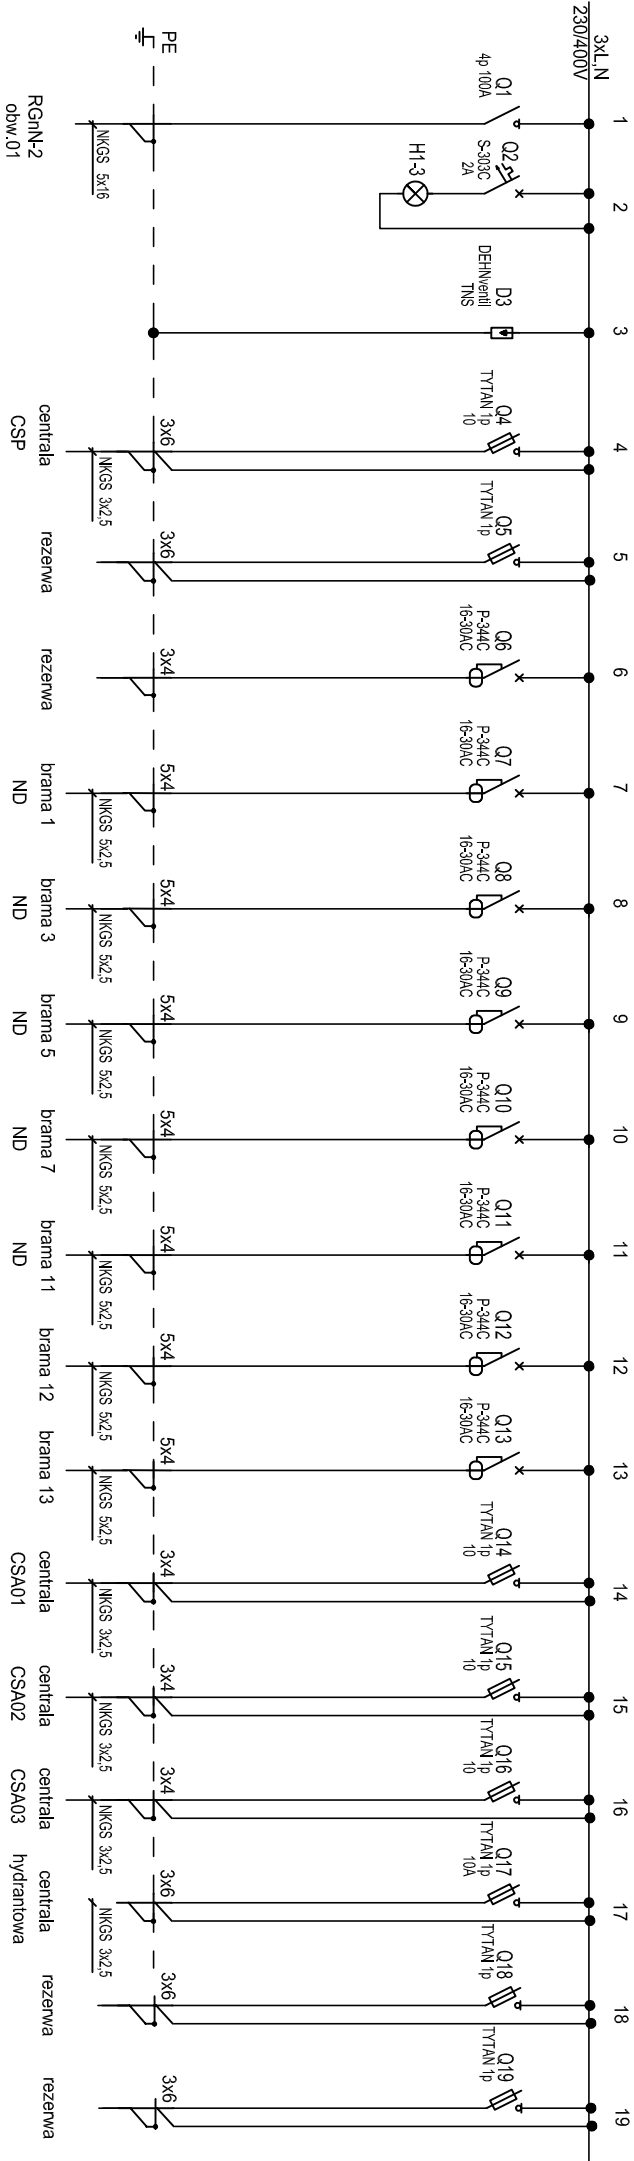 3xL,N
230/400V
PE
1
Q1
4p 100A
NKGS 5x16
RGnN-2
obw.01
2
Q2
S-303C
2A
H1-3
3
D3
DEHNventil
TNS
4
Q4
TYTAN 1p
10
3x6
NKGS 3x2,5
centrala
CSP
5
Q5
TYTAN 1p
3x6
rezerwa
6
Q6
P-344C
16-30AC
3x4
rezerwa
7
Q7
P-344C
16-30AC
5x4
NKGS 5x2,5
brama 1
ND
8
Q8
P-344C
16-30AC
5x4
NKGS 5x2,5
brama 3
ND
9
Q9
P-344C
16-30AC
5x4
NKGS 5x2,5
brama 5
ND
10
Q10
P-344C
16-30AC
5x4
NKGS 5x2,5
brama 7
ND
11
Q11
P-344C
16-30AC
5x4
NKGS 5x2,5
brama 11
ND
12
Q12
P-344C
16-30AC
5x4
NKGS 5x2,5
brama 12
13
Q13
P-344C
16-30AC
5x4
NKGS 5x2,5
brama 13
14
Q14
TYTAN 1p
10
3x4
NKGS 3x2,5
centrala
CSA01
15
Q15
TYTAN 1p
10
3x4
NKGS 3x2,5
centrala
CSA02
16
Q16
TYTAN 1p
10
3x4
NKGS 3x2,5
centrala
CSA03
17
Q17
TYTAN 1p
10A
3x6
NKGS 3x2,5
centrala
hydrantowa
18
Q18
TYTAN 1p
3x6
rezerwa
19
Q19
TYTAN 1p
3x6
rezerwa